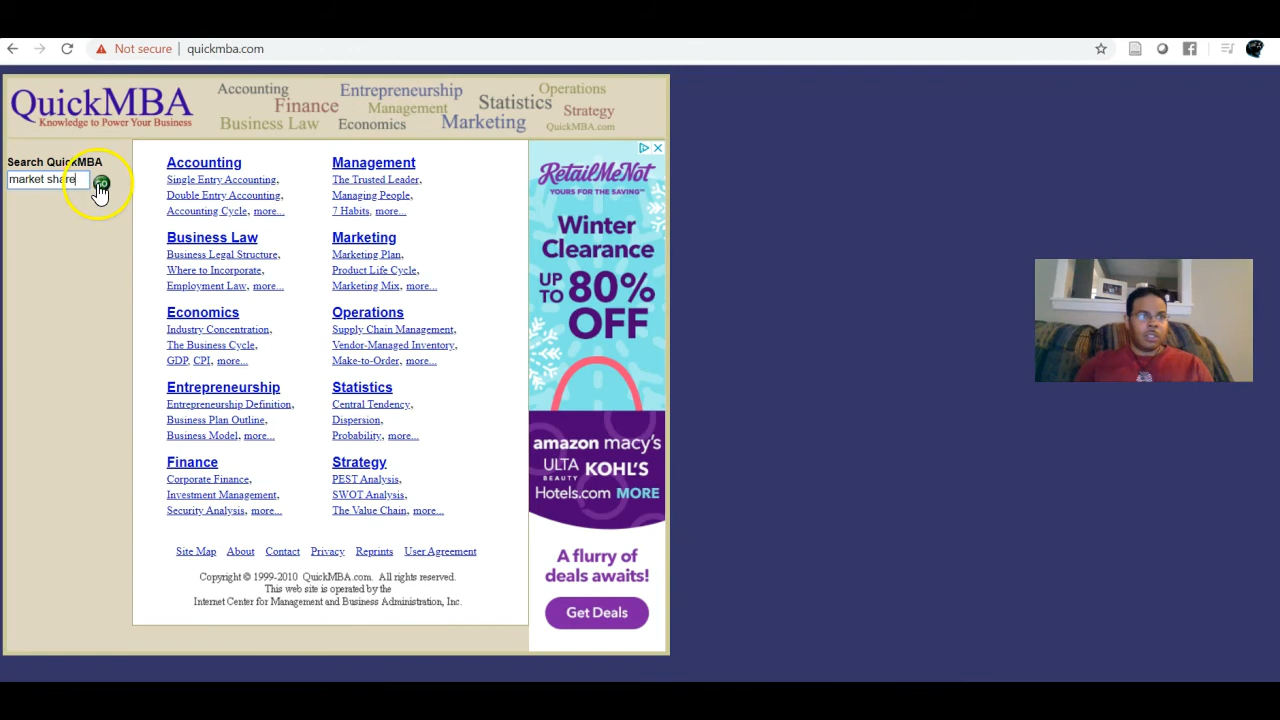 Not secure | quickmba.com
QuickMBA
Knowledge to Power Your Business
Accounting
Finance
Business Law
Entrepreneurship
Management
Economics
Statistics
Marketing
Operations
Strategy
QuickMBA.com
Search QuickMBA
market share
GO
Accounting
Single Entry Accounting,
Double Entry Accounting,
Accounting Cycle, more...
Business Law
Business Legal Structure,
Where to Incorporate,
Employment Law, more...
Economics
Industry Concentration,
The Business Cycle,
GDP, CPI, more...
Entrepreneurship
Entrepreneurship Definition,
Business Plan Outline,
Business Model, more...
Finance
Corporate Finance,
Investment Management,
Security Analysis, more...
Management
The Trusted Leader,
Managing People,
7 Habits, more...
Marketing
Marketing Plan,
Product Life Cycle,
Marketing Mix, more...
Operations
Supply Chain Management,
Vendor-Managed Inventory,
Make-to-Order, more...
Statistics
Central Tendency,
Dispersion,
Probability, more...
Strategy
PEST Analysis,
SWOT Analysis,
The Value Chain, more...
Site Map About Contact Privacy Reprints User Agreement
Copyright © 1999-2010 QuickMBA.com. All rights reserved.
This web site is operated by the
Internet Center for Management and Business Administration, Inc.
RetailMeNot
YOURS FOR THE SAVING™
Winter
Clearance
UP TO 80% OFF
amazon macy's
ULTA BEAUTY KOHL'S
Hotels.com MORE
A flurry of
deals awaits!
Get Deals